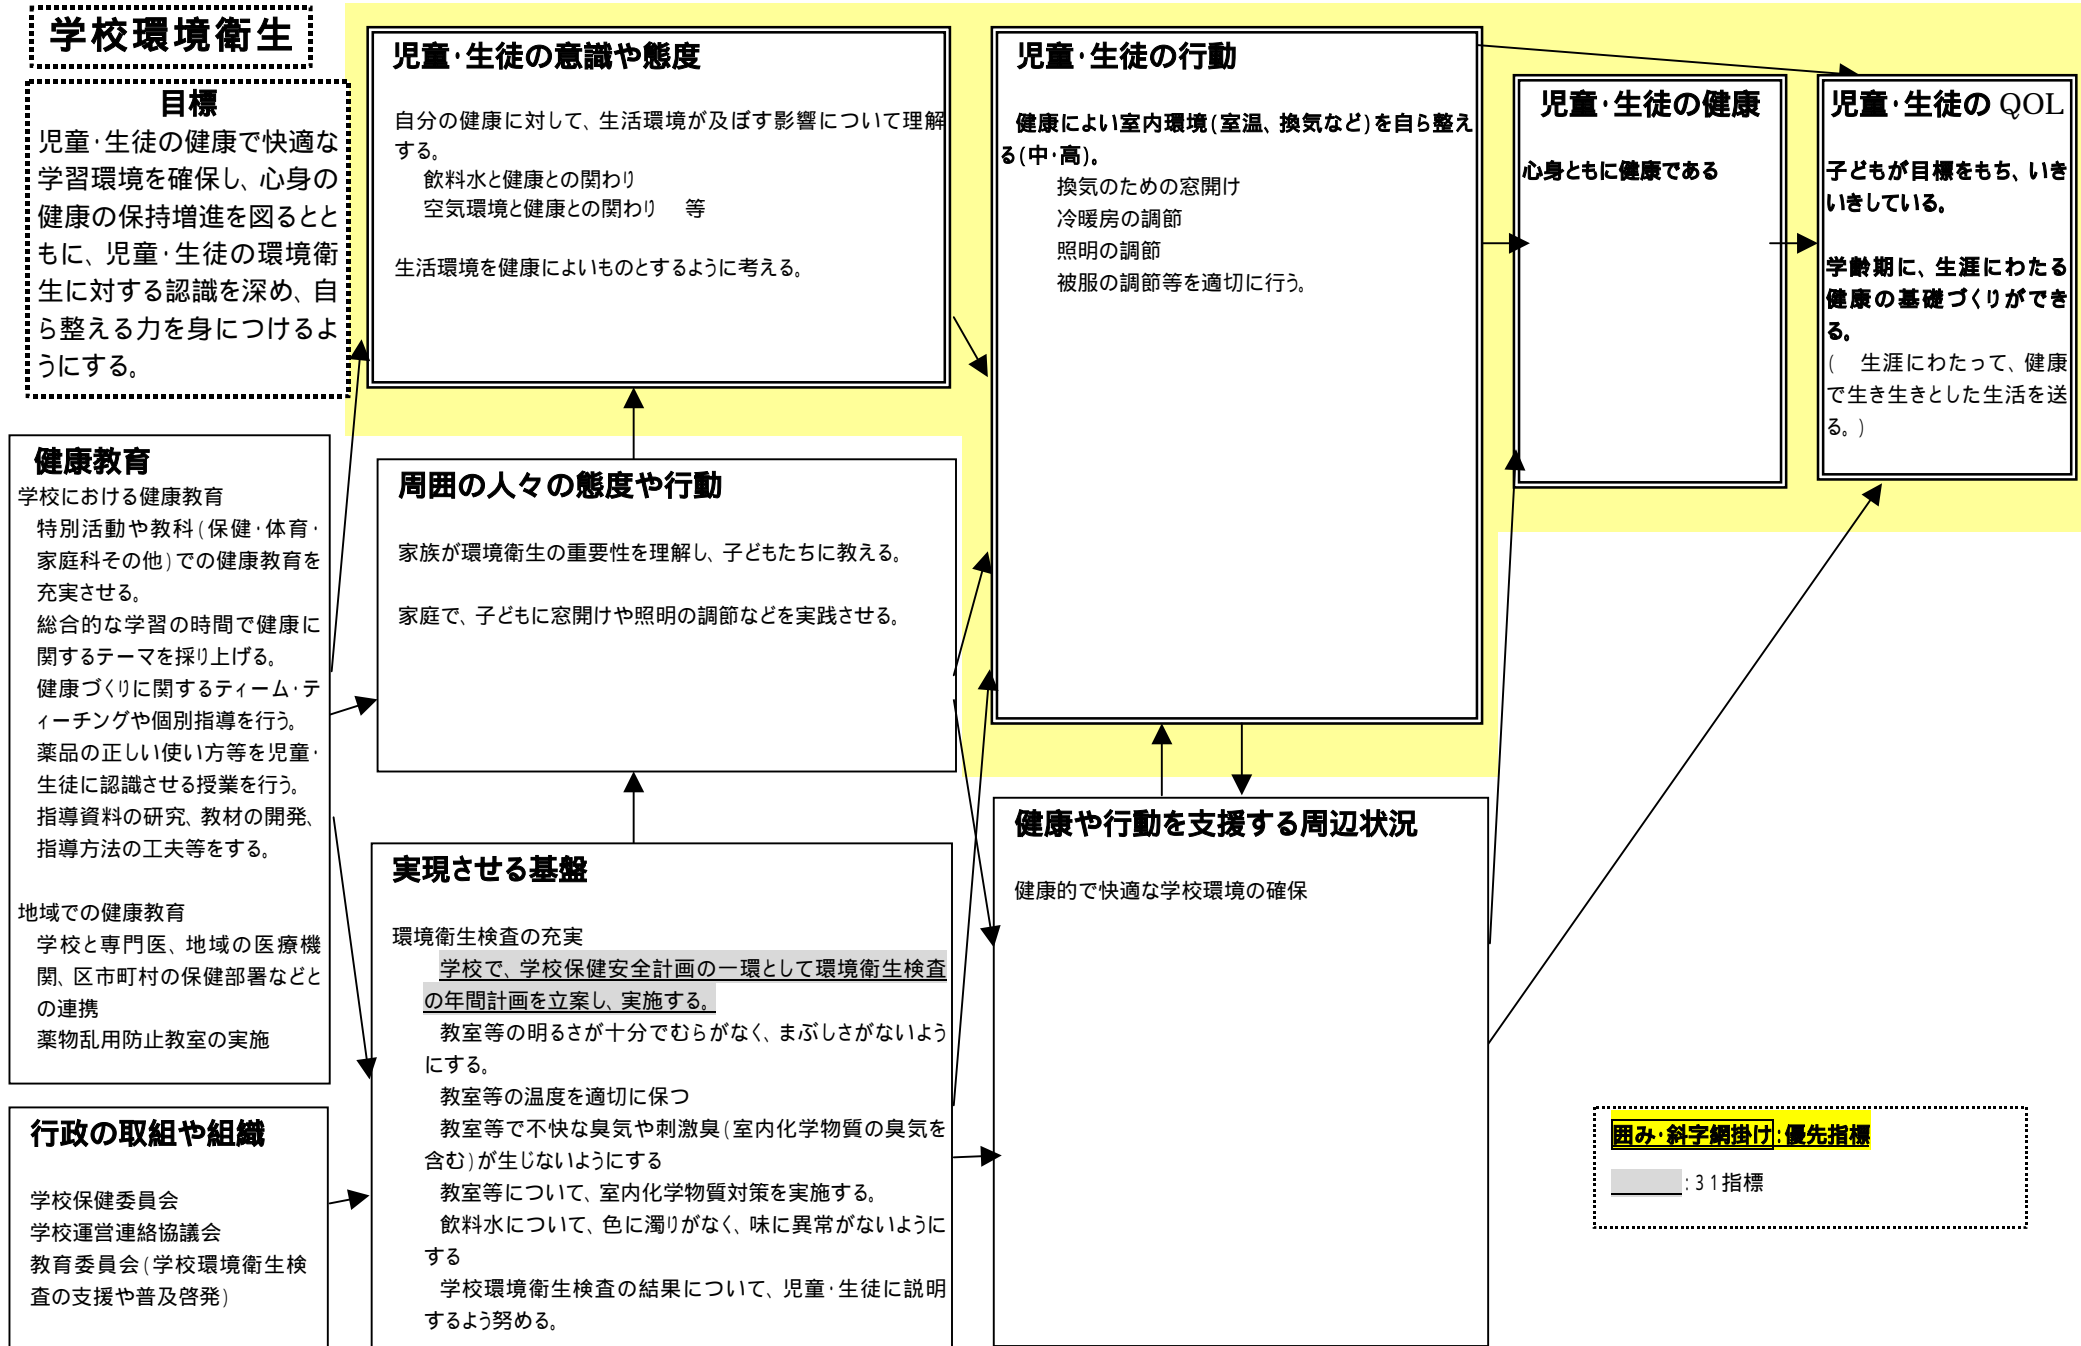 学校環境衛生
目標
児童・生徒の健康で快適な
学習環境を確保し、心身の
健康の保持増進を図るとと
もに、児童・生徒の環境衛
生に対する認識を深め、自
ら整える力を身につけるよ
うにする。
児童・生徒の意識や態度
自分の健康に対して、生活環境が及ぼす影響について理解
する。
飲料水と健康との関わり
空気環境と健康との関わり　等
生活環境を健康によいものとするように考える。
児童・生徒の行動
健康によい室内環境(室温、換気など)を自ら整え
る(中・高)。
換気のための窓開け
冷暖房の調節
照明の調節
被服の調節等を適切に行う。
児童・生徒の健康
心身ともに健康である
児童・生徒の QOL
子どもが目標をもち、いき
いきしている。
学齢期に、生涯にわたる
健康の基礎づくりができ
る。
(　生涯にわたって、健康
で生き生きとした生活を送
る。)
健康教育
学校における健康教育
特別活動や教科(保健・体育・
家庭科その他)での健康教育を
充実させる。
総合的な学習の時間で健康に
関するテーマを採り上げる。
健康づくりに関するティーム・テ
ィーチングや個別指導を行う。
薬品の正しい使い方等を児童・
生徒に認識させる授業を行う。
指導資料の研究、教材の開発、
指導方法の工夫等をする。
地域での健康教育
学校と専門医、地域の医療機
関、区市町村の保健部署などと
の連携
薬物乱用防止教室の実施
周囲の人々の態度や行動
家族が環境衛生の重要性を理解し、子どもたちに教える。
家庭で、子どもに窓開けや照明の調節などを実践させる。
実現させる基盤
環境衛生検査の充実
学校で、学校保健安全計画の一環として環境衛生検査
の年間計画を立案し、実施する。
教室等の明るさが十分でむらがなく、まぶしさがないよう
にする。
教室等の温度を適切に保つ
教室等で不快な臭気や刺激臭(室内化学物質の臭気を
含む)が生じないようにする
教室等について、室内化学物質対策を実施する。
飲料水について、色に濁りがなく、味に異常がないように
する
学校環境衛生検査の結果について、児童・生徒に説明
するよう努める。
健康や行動を支援する周辺状況
健康的で快適な学校環境の確保
行政の取組や組織
学校保健委員会
学校運営連絡協議会
教育委員会(学校環境衛生検
査の支援や普及啓発)
囲み・斜字網掛け:優先指標
:31指標